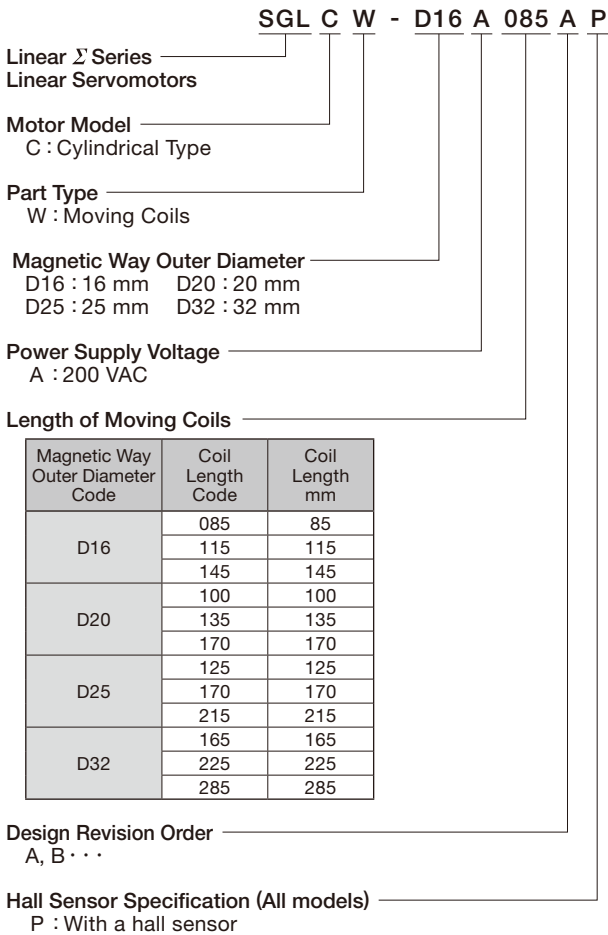 SGL C W - D16 A 085 A P
Linear Σ Series
Linear Servomotors
Motor Model
C : Cylindrical Type
Part Type
W : Moving Coils
Magnetic Way Outer Diameter
D16 : 16 mm D20 : 20 mm
D25 : 25 mm D32 : 32 mm
Power Supply Voltage
A : 200 VAC
Length of Moving Coils
Magnetic Way Outer Diameter Code Coil Length Code Coil Length mm
D16 085 85
115 115
145 145
D20 100 100
135 135
170 170
D25 125 125
170 170
215 215
D32 165 165
225 225
285 285
Design Revision Order
A, B · · ·
Hall Sensor Specification (All models)
P : With a hall sensor